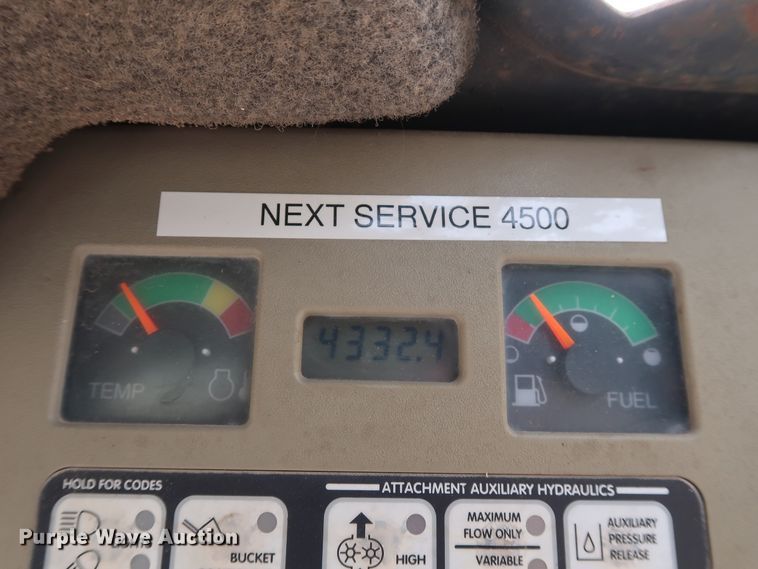 NEXT SERVICE 4500
4332.4
TEMP
FUEL
HOLD FOR CODES
ATTACHMENT AUXILIARY HYDRAULICS
LIGHTS
BUCKET
HIGH
MAXIMUM
FLOW ONLY
VARIABLE
AUXILIARY
PRESSURE
RELEASE
Purple Wave Auction